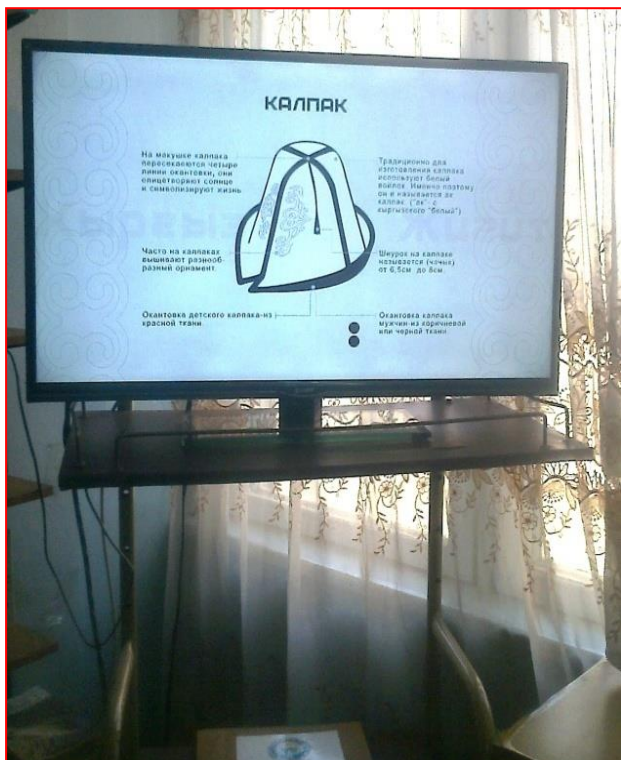 КАЛПАК
На макушке калпака
пересекаются четыре
линии окантовки, они
олицетворяют солнце
и символизируют жизнь
Традиционно для
изготовления калпака
используют белый
войлок. Именно поэтому
он и называется ак
калпак. ("ак"- с
кыргызского "белый")
Часто на калпаках
вышивают разнооб-
разный орнамент.
Шнурок на калпаке
называется (чачык)
от 6,5см. до 8см.
Окантовка детского калпака-из
красной ткани
Окантовка калпака
мужчин-из коричневой
или черной ткани